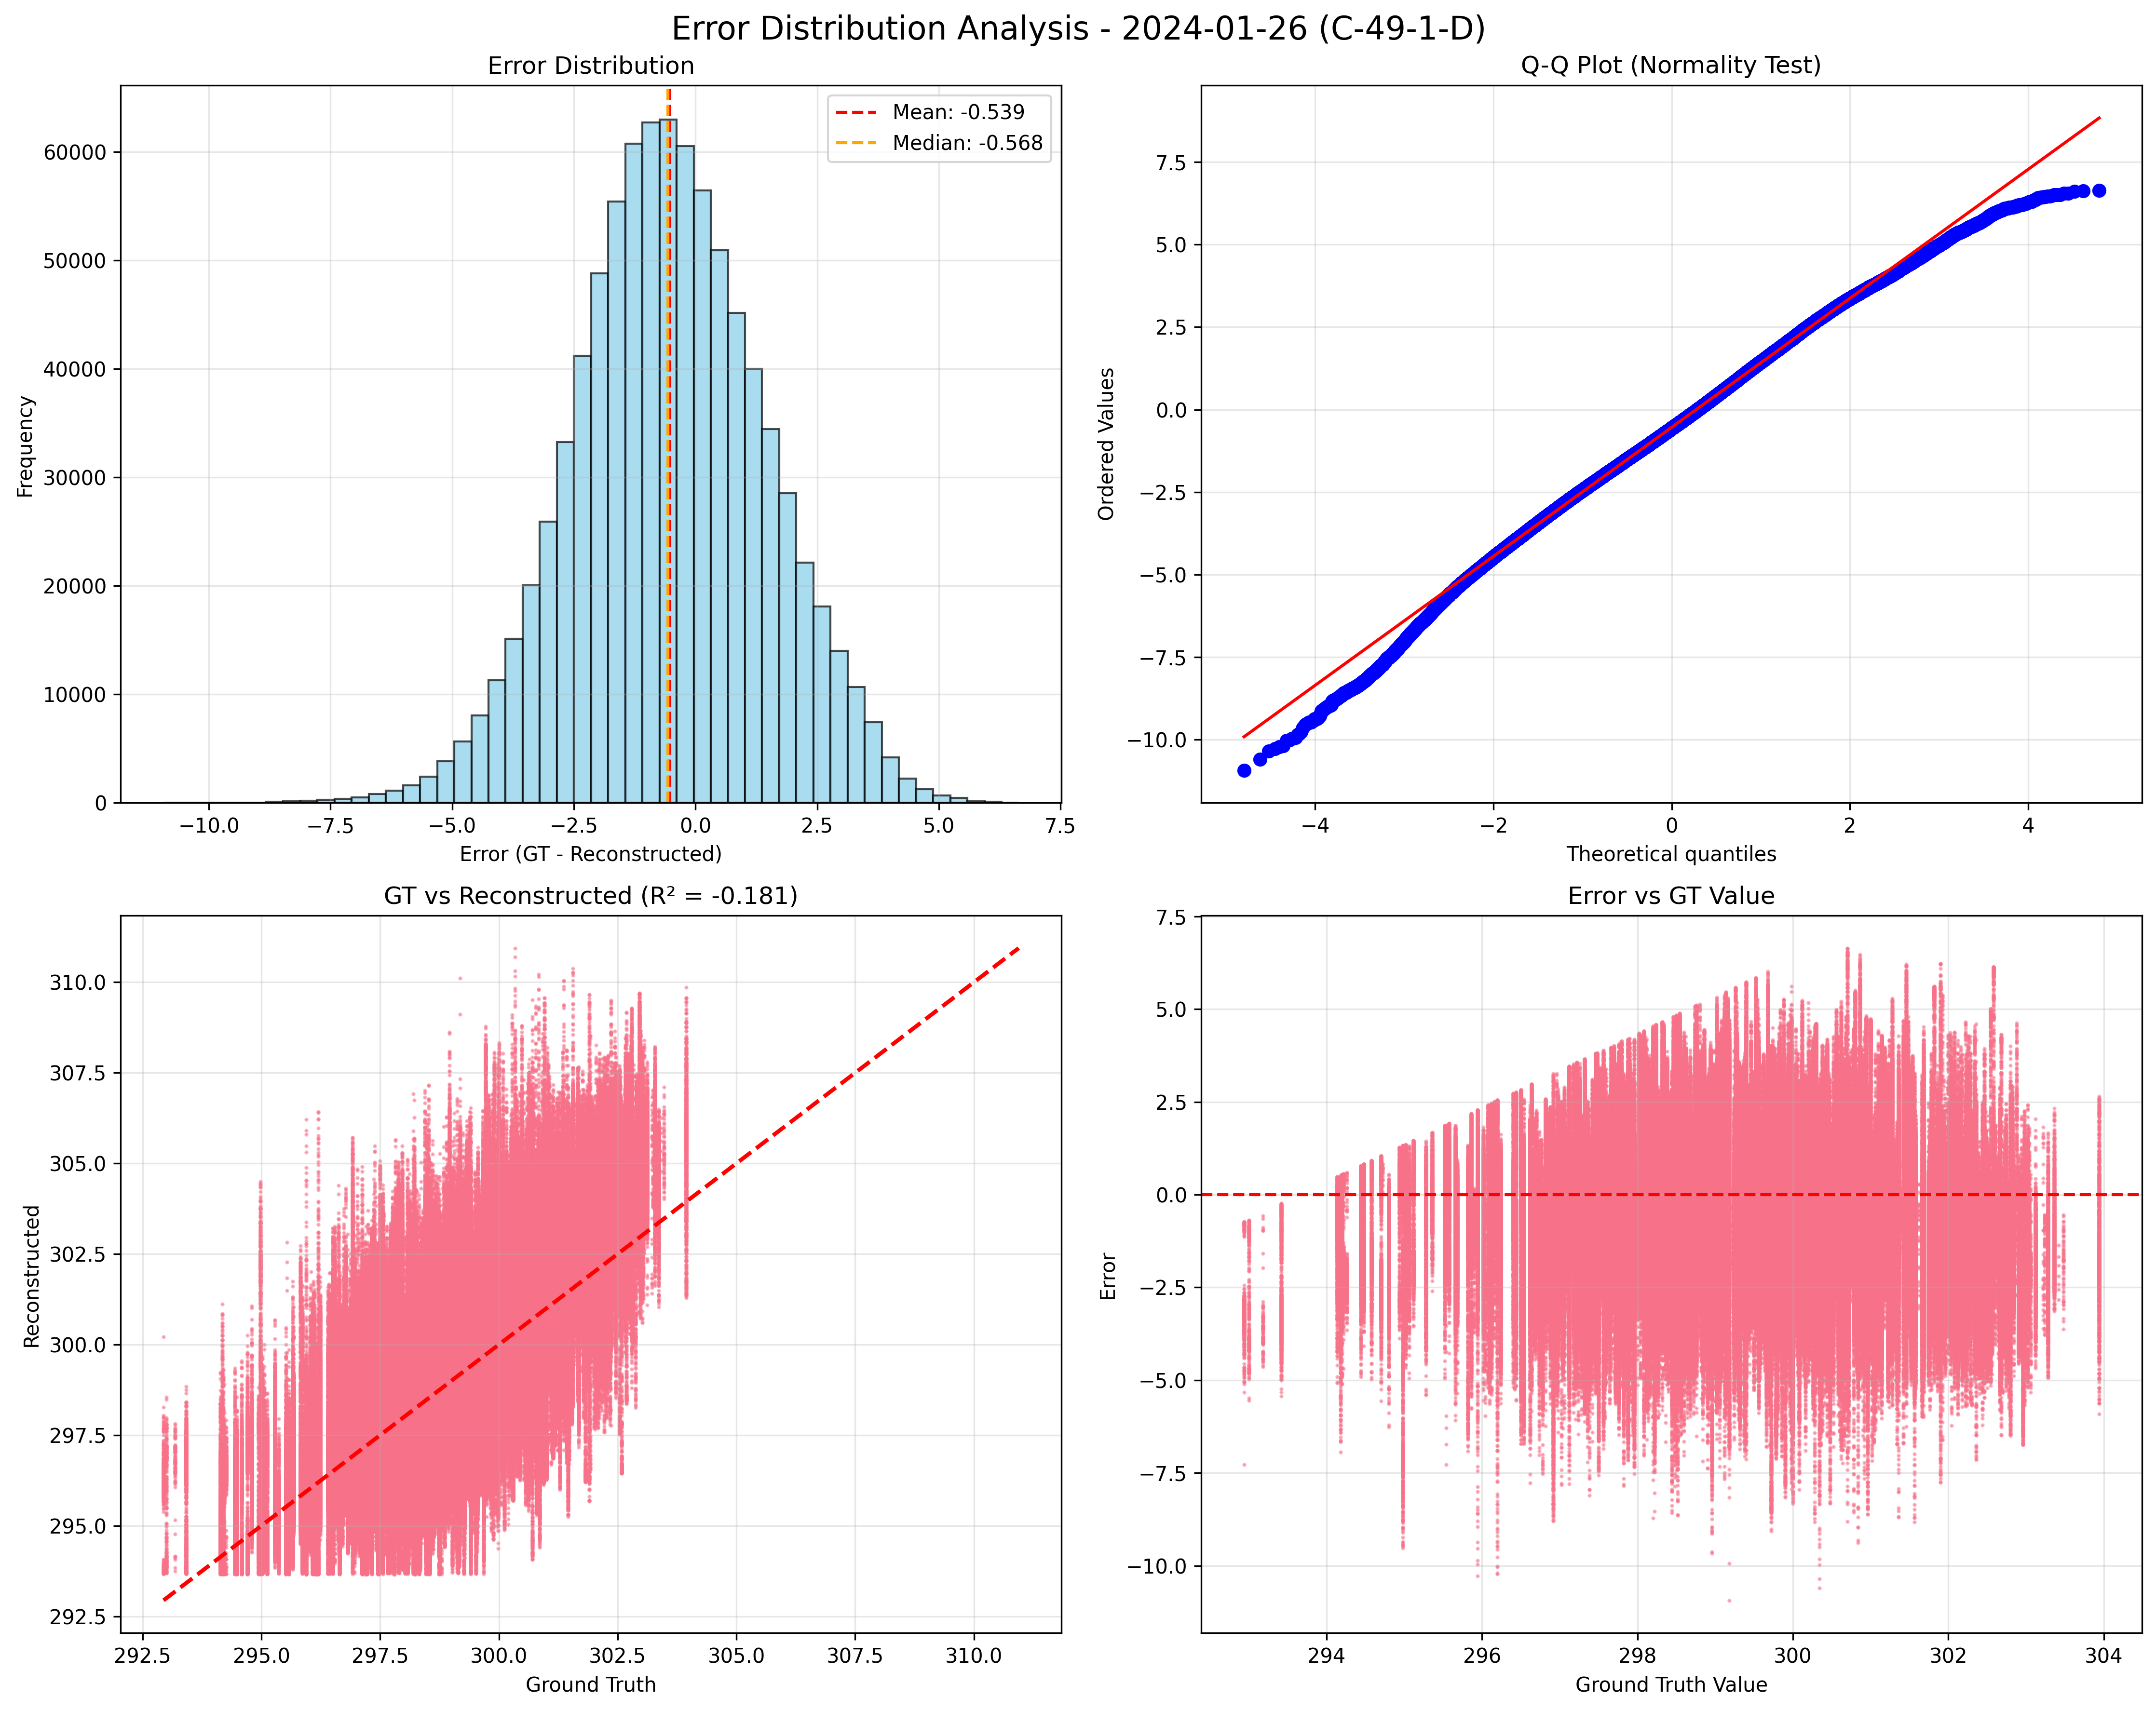 Error Distribution Analysis - 2024-01-26 (C-49-1-D)
Error Distribution
Mean: -0.539
Median: -0.568
Frequency
60000
50000
40000
30000
20000
10000
0
−10.0 −7.5 −5.0 −2.5 0.0 2.5 5.0 7.5
Error (GT - Reconstructed)
Q-Q Plot (Normality Test)
Ordered Values
7.5
5.0
2.5
0.0
−2.5
−5.0
−7.5
−10.0
−4 −2 0 2 4
Theoretical quantiles
GT vs Reconstructed (R² = -0.181)
Reconstructed
310.0
307.5
305.0
302.5
300.0
297.5
295.0
292.5
292.5 295.0 297.5 300.0 302.5 305.0 307.5 310.0
Ground Truth
Error vs GT Value
Error
7.5
5.0
2.5
0.0
−2.5
−5.0
−7.5
−10.0
294 296 298 300 302 304
Ground Truth Value